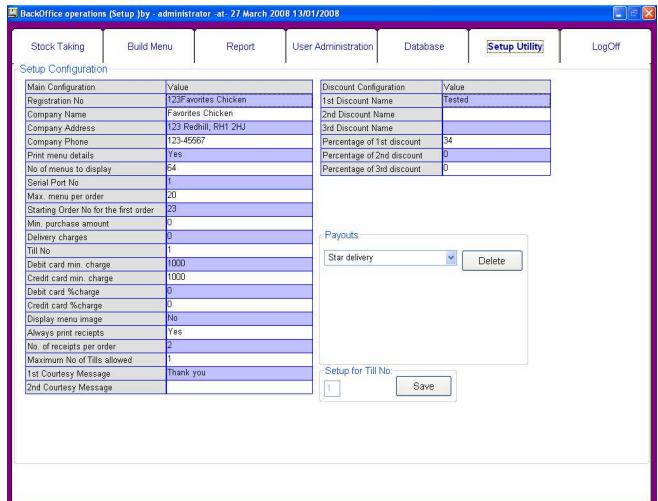 BackOffice operations (Setup )by - administrator -at- 27 March 2008 13/01/2008
Stock Taking Build Menu Report User Administration Database Setup Utility LogOff
Setup Configuration
Main Configuration Value
Registration No 123Favorites Chicken
Company Name Favorites Chicken
Company Address 123 Redhill, RH1 2HJ
Company Phone 123-45567
Print menu details Yes
No of menus to display 64
Serial Port No 1
Max. menu per order 20
Starting Order No for the first order 23
Min. purchase amount 0
Delivery charges 0
Till No 1
Debit card min. charge 1000
Credit card min. charge 1000
Debit card %charge 0
Credit card %charge 0
Display menu image No
Always print reciepts Yes
No. of receipts per order 2
Maximum No of Tills allowed 1
1st Courtesy Message Thank you
2nd Courtesy Message
Discount Configuration Value
1st Discount Name Tested
2nd Discount Name
3rd Discount Name
Percentage of 1st discount 34
Percentage of 2nd discount 0
Percentage of 3rd discount 0
Payouts
Star delivery Delete
Setup for Till No:
1 Save